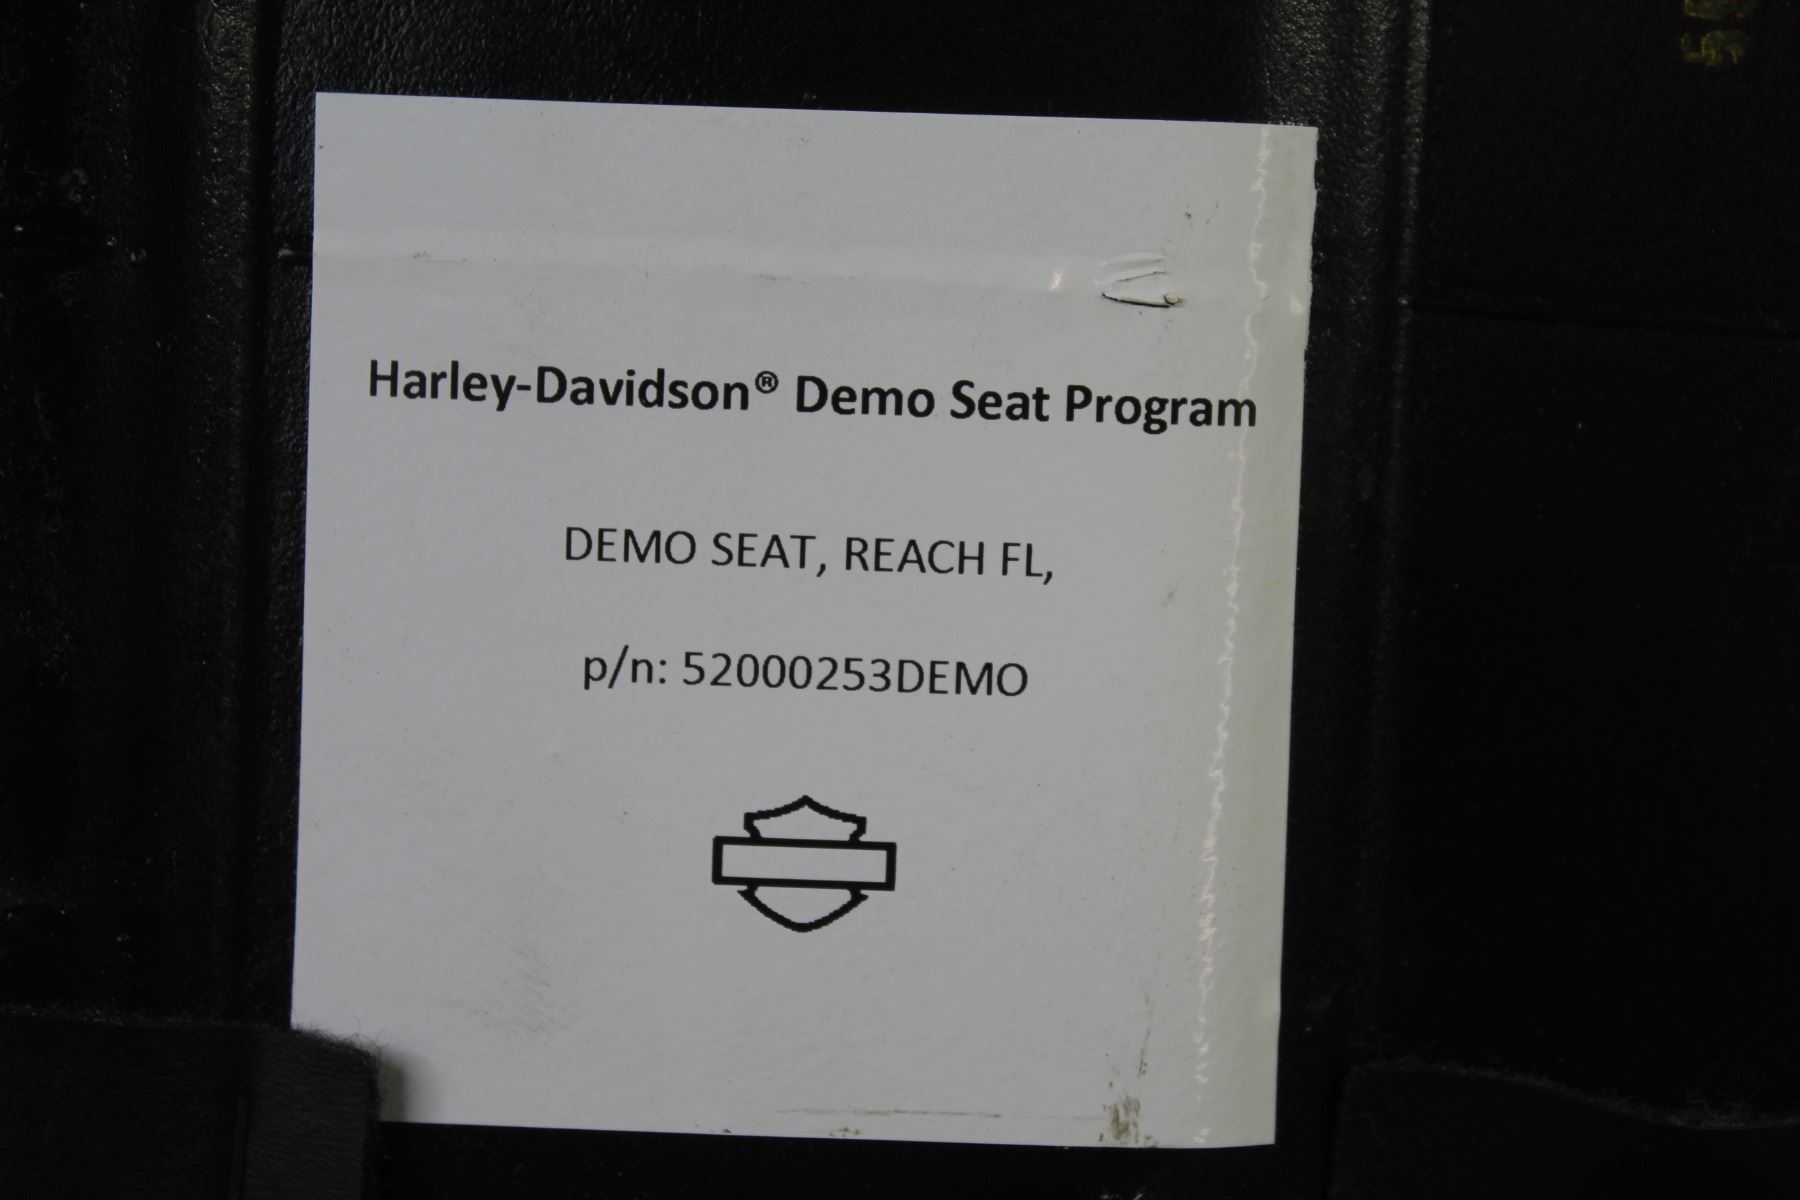 Harley-Davidson® Demo Seat Program
DEMO SEAT, REACH FL,
p/n: 52000253DEMO